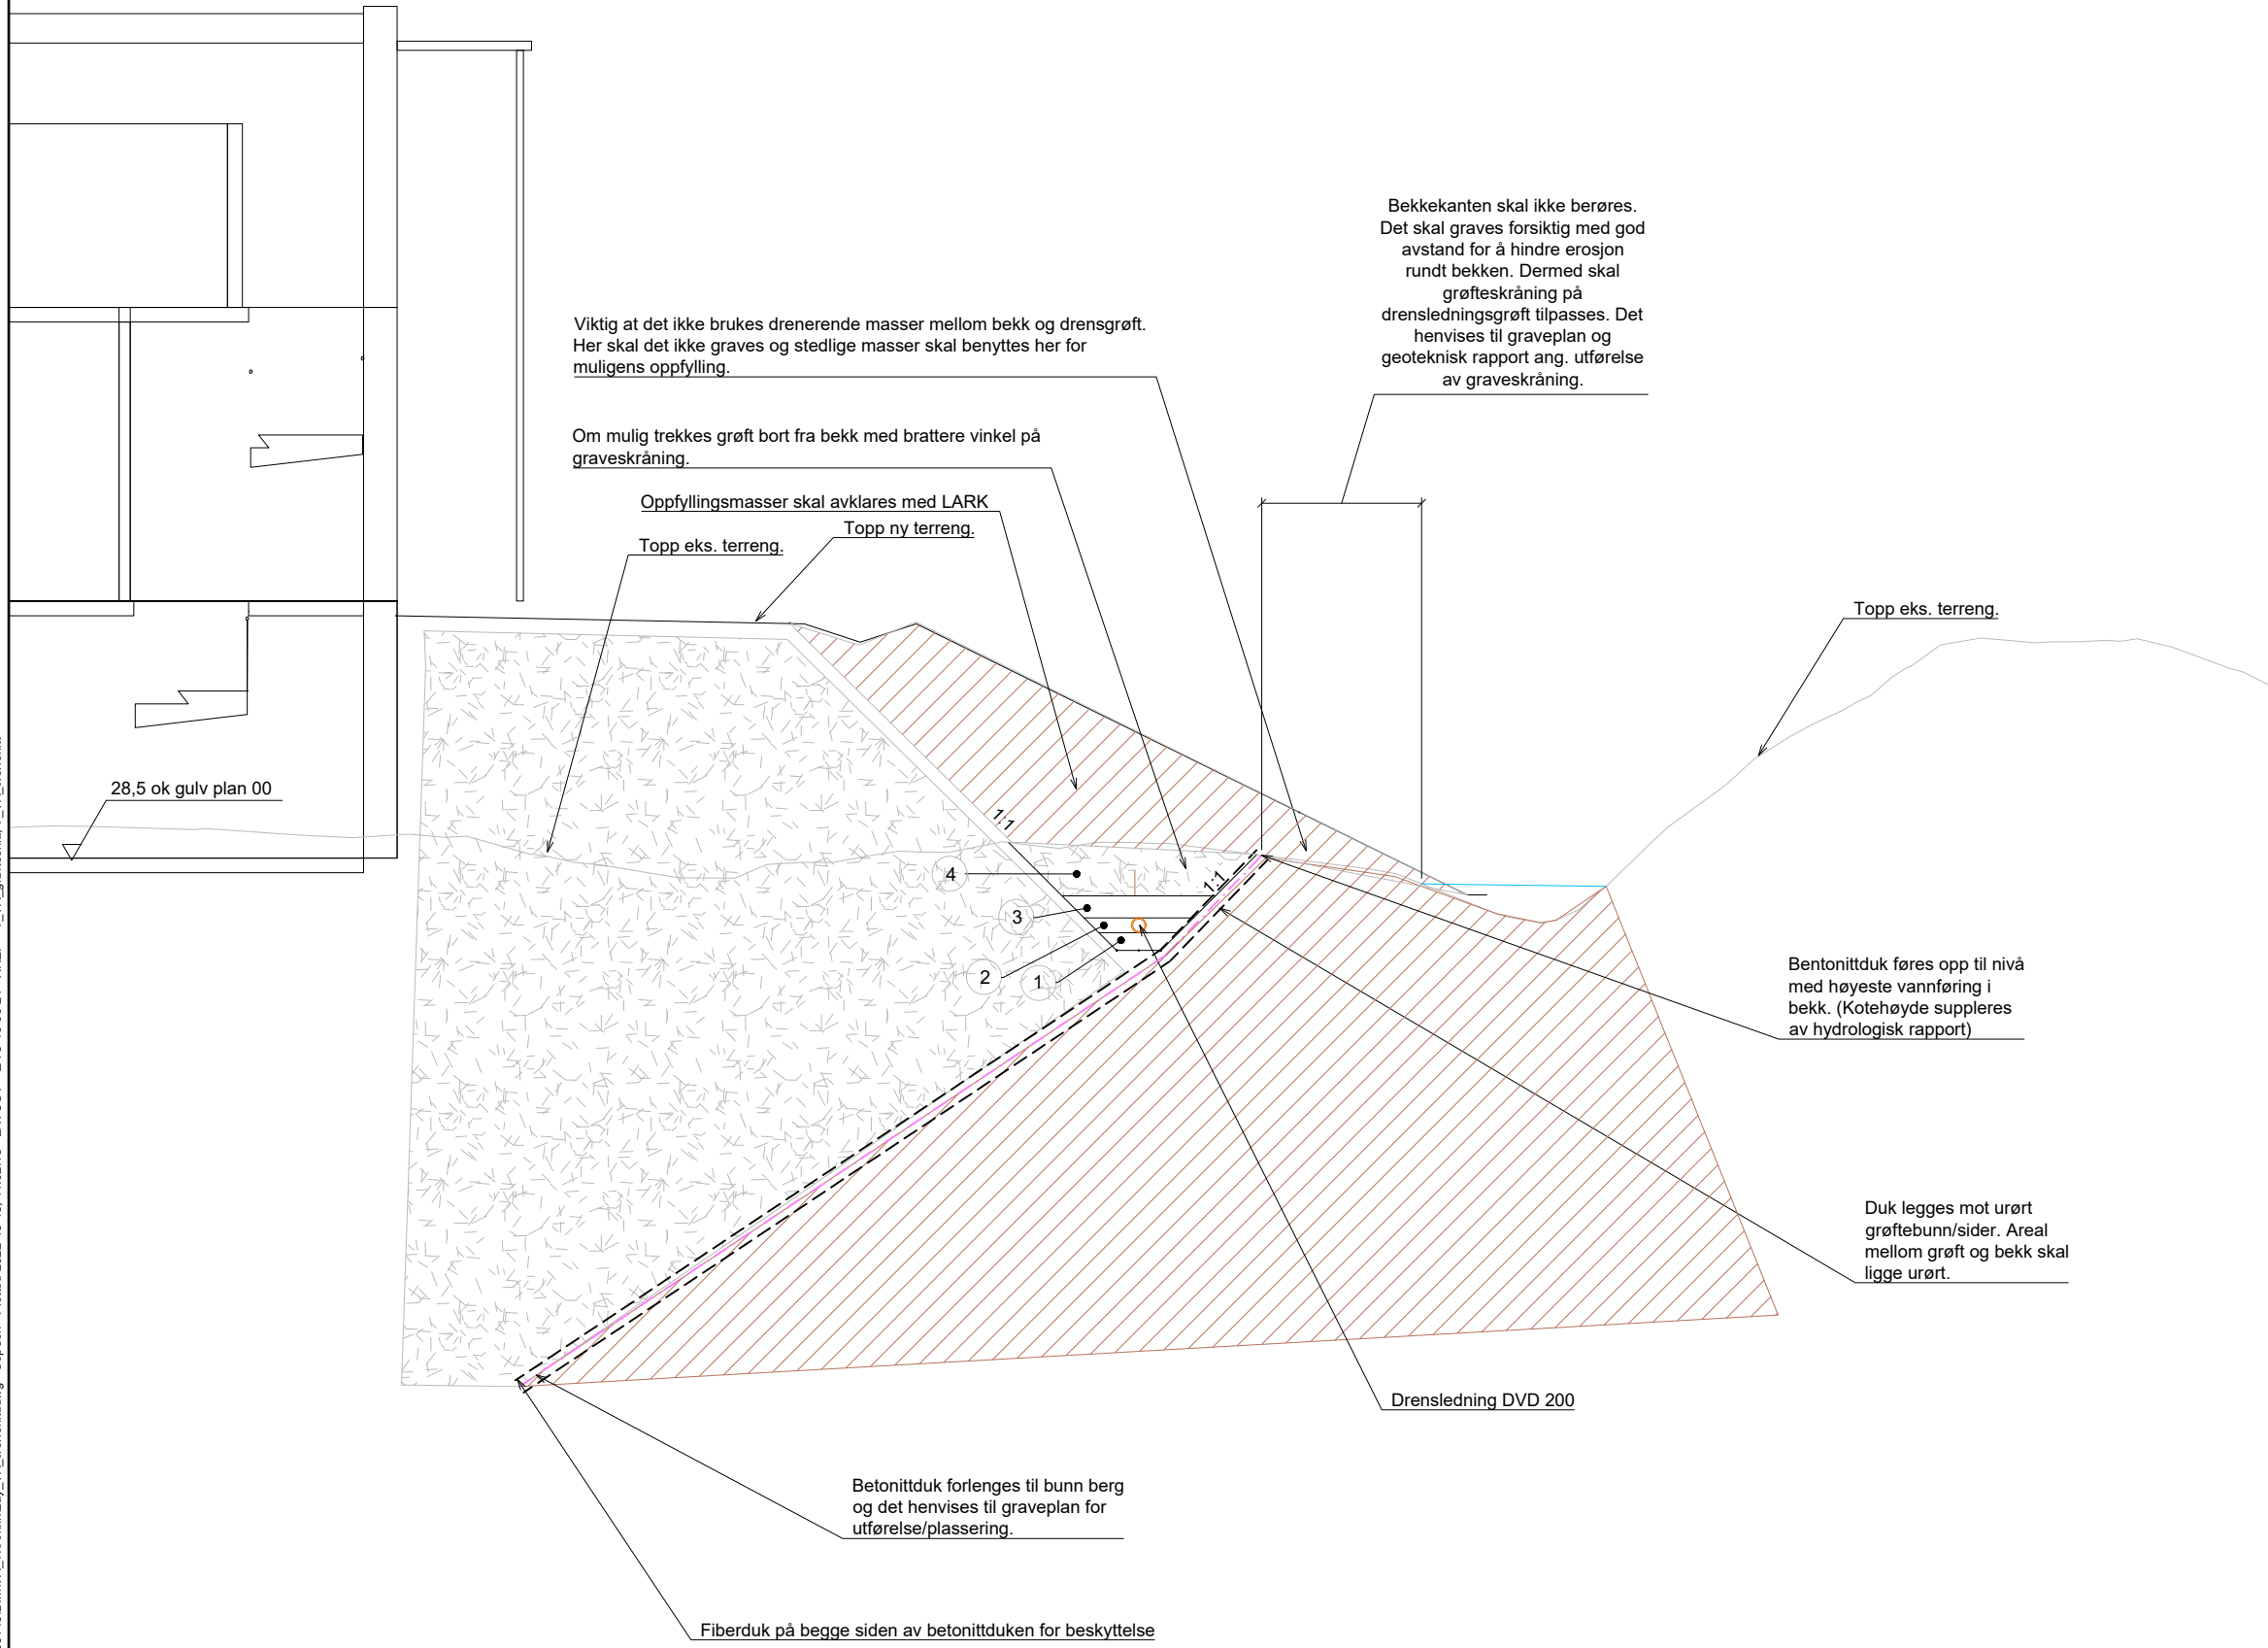 Bekkekanten skal ikke berøres.
Det skal graves forsiktig med god
avstand for å hindre erosjon
rundt bekken. Dermed skal
grøfteskråning på
drensledningsgrøft tilpasses. Det
henvises til graveplan og
geoteknisk rapport ang. utførelse
av graveskråning.
Viktig at det ikke brukes drenerende masser mellom bekk og drensgrøft.
Her skal det ikke graves og stedlige masser skal benyttes her for
muligens oppfylling.
Om mulig trekkes grøft bort fra bekk med brattere vinkel på
graveskråning.
Oppfyllingsmasser skal avklares med LARK
Topp ny terreng.
Topp eks. terreng.
Topp eks. terreng.
28,5 ok gulv plan 00
1:1
1:1
4
3
2
1
Bentonittduk føres opp til nivå
med høyeste vannføring i
bekk. (Kotehøyde suppleres
av hydrologisk rapport)
Duk legges mot urørt
grøftebunn/sider. Areal
mellom grøft og bekk skal
ligge urørt.
Drensledning DVD 200
Betonittduk forlenges til bunn berg
og det henvises til graveplan for
utførelse/plassering.
Fiberduk på begge siden av betonittduken for beskyttelse